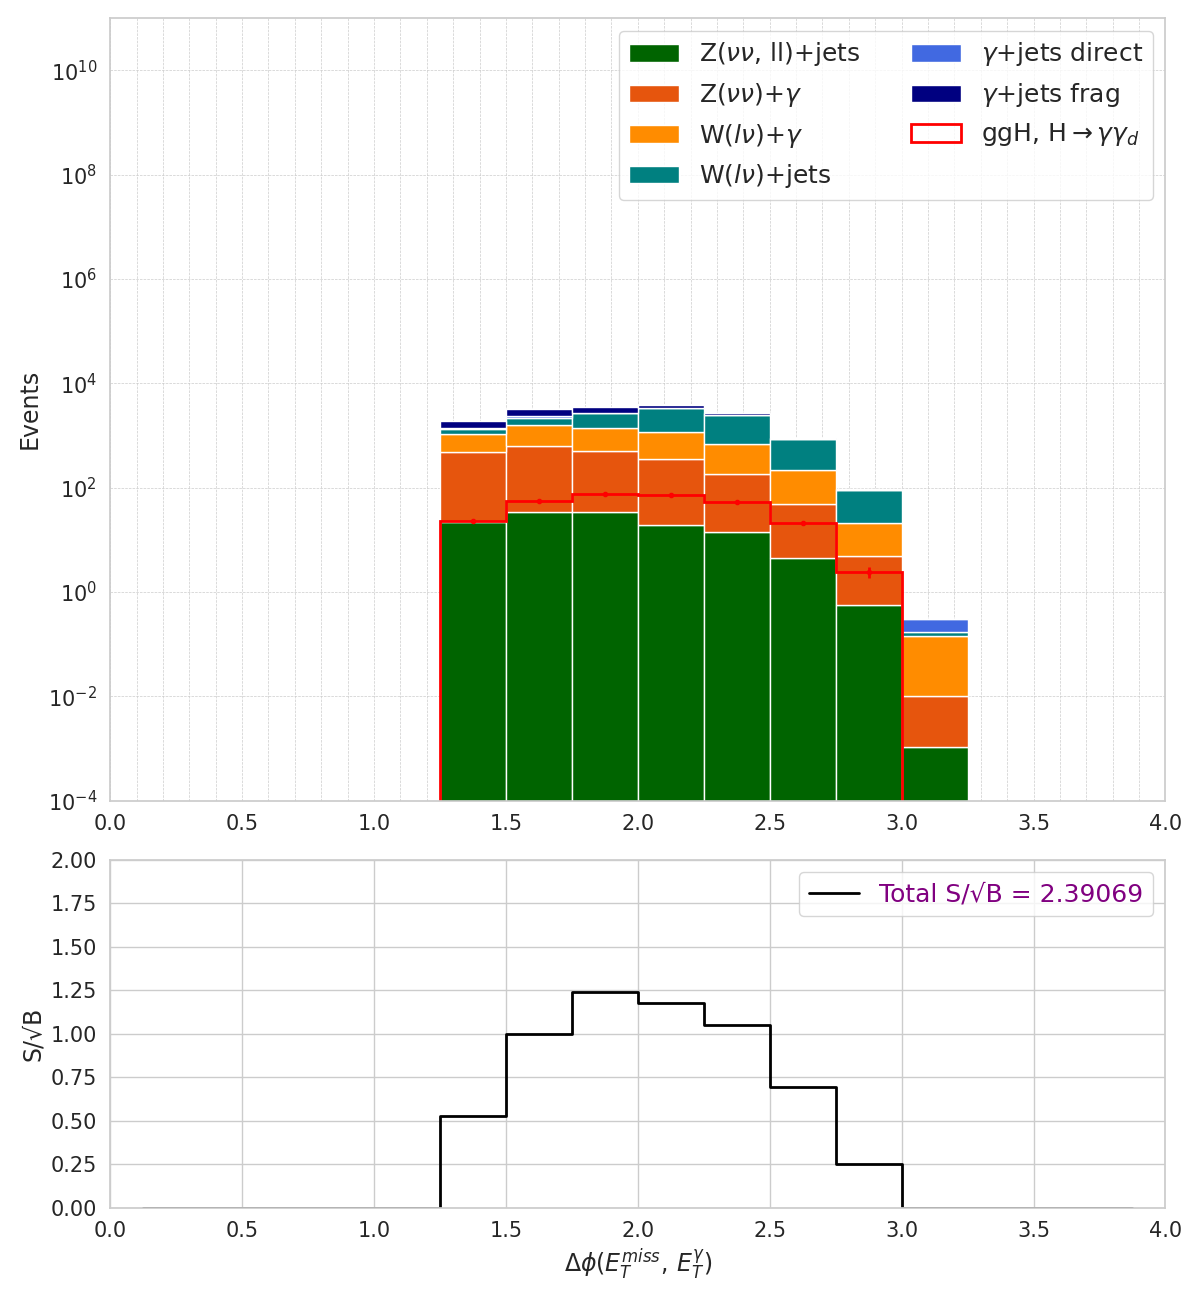 Z(νν, ll)+jets
Z(νν)+γ
W(lν)+γ
W(lν)+jets
γ+jets direct
γ+jets frag
ggH, H→γγ_d
Events
10^10
10^8
10^6
10^4
10^2
10^0
10^−2
10^−4
0.0 0.5 1.0 1.5 2.0 2.5 3.0 3.5 4.0
Total S/√B = 2.39069
S/√B
2.00
1.75
1.50
1.25
1.00
0.75
0.50
0.25
0.00
0.0 0.5 1.0 1.5 2.0 2.5 3.0 3.5 4.0
Δϕ(E_T^miss, E_T^γ)